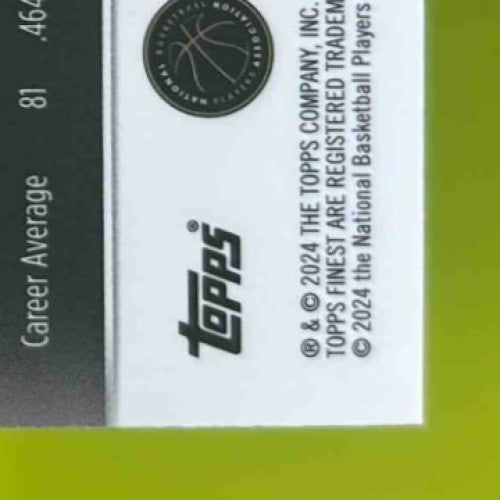 Career Average 81 .464
NATIONAL BASKETBALL PLAYERS ASSOCIATION
TOPPS®
® & © 2024 THE TOPPS COMPANY, INC.
TOPPS FINEST ARE REGISTERED TRADEM
© 2024 the National Basketball Players